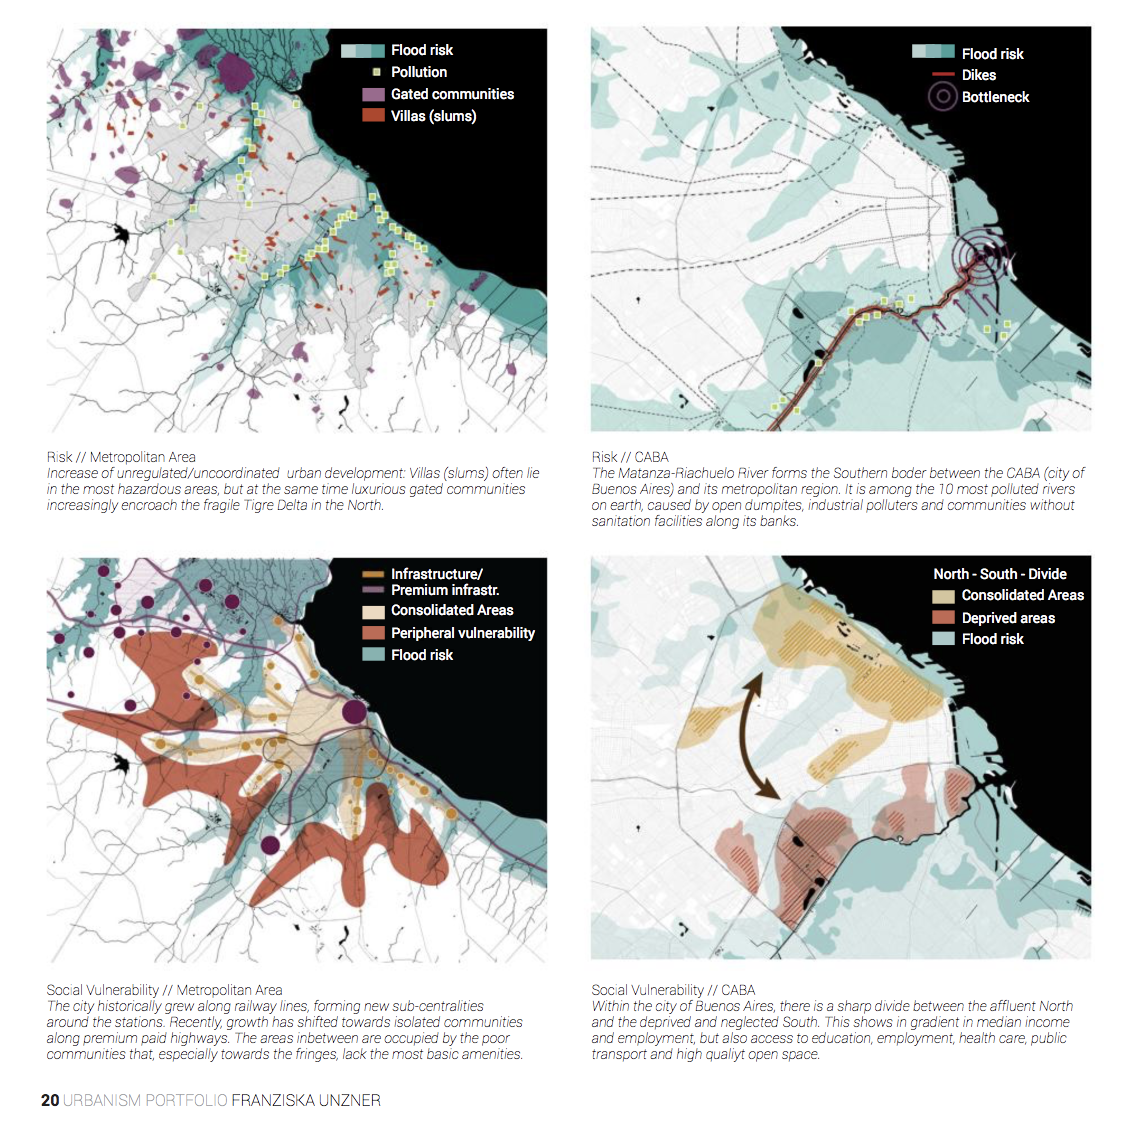 Flood risk
Pollution
Gated communities
Villas (slums)
Flood risk
Dikes
Bottleneck
Risk // Metropolitan Area
Increase of unregulated/uncoordinated urban development: Villas (slums) often lie
in the most hazardous areas, but at the same time luxurious gated communities
increasingly encroach the fragile Tigre Delta in the North.
Risk // CABA
The Matanza-Riachuelo River forms the Southern boder between the CABA (city of
Buenos Aires) and its metropolitan region. It is among the 10 most polluted rivers
on earth, caused by open dumpites, industrial polluters and communities without
sanitation facilities along its banks.
Infrastructure/
Premium infrastr.
Consolidated Areas
Peripheral vulnerability
Flood risk
North - South - Divide
Consolidated Areas
Deprived areas
Flood risk
Social Vulnerability // Metropolitan Area
The city historically grew along railway lines, forming new sub-centralities
around the stations. Recently, growth has shifted towards isolated communities
along premium paid highways. The areas inbetween are occupied by the poor
communities that, especially towards the fringes, lack the most basic amenities.
Social Vulnerability // CABA
Within the city of Buenos Aires, there is a sharp divide between the affluent North
and the deprived and neglected South. This shows in gradient in median income
and employment, but also access to education, employment, health care, public
transport and high qualiyt open space.
20 URBANISM PORTFOLIO FRANZISKA UNZNER